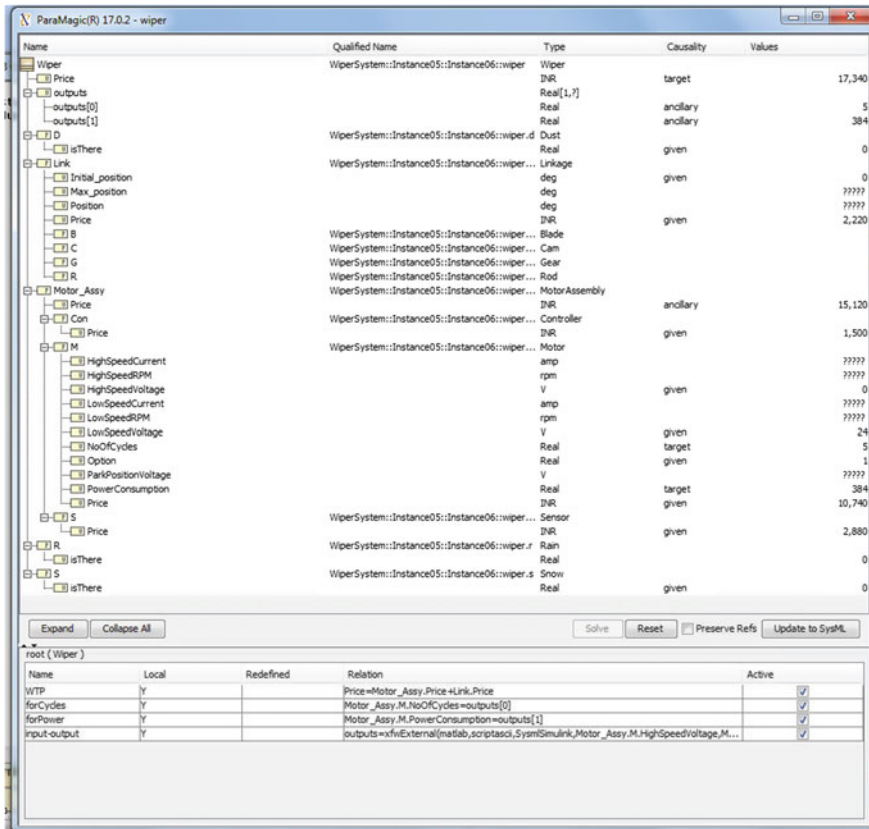 ParaMagic(R) 17.0.2 - wiper
Name Qualified Name Type Causality Values
Wiper WiperSystem::Instance05::Instance06::wiper Wiper
Price INR target 17,340
outputs Real[1,?]
outputs[0] Real ancillary 5
outputs[1] Real ancillary 384
D WiperSystem::Instance05::Instance06::wiper.d Dust
isThere Real given 0
Link WiperSystem::Instance05::Instance06::wiper... Linkage
Initial_position deg given 0
Max_position deg ?????
Position deg ?????
Price INR given 2,220
B WiperSystem::Instance05::Instance06::wiper... Blade
C WiperSystem::Instance05::Instance06::wiper... Cam
G WiperSystem::Instance05::Instance06::wiper... Gear
R WiperSystem::Instance05::Instance06::wiper... Rod
Motor_Assy WiperSystem::Instance05::Instance06::wiper... MotorAssembly
Price INR ancillary 15,120
Con WiperSystem::Instance05::Instance06::wiper... Controller
Price INR given 1,500
M WiperSystem::Instance05::Instance06::wiper... Motor
HighSpeedCurrent amp ?????
HighSpeedRPM rpm ?????
HighSpeedVoltage V given 0
LowSpeedCurrent amp ?????
LowSpeedRPM rpm ?????
LowSpeedVoltage V given 24
NoOfCycles Real target 5
Option Real given 1
ParkPositionVoltage V ?????
PowerConsumption Real target 384
Price INR given 10,740
S WiperSystem::Instance05::Instance06::wiper... Sensor
Price INR given 2,880
R WiperSystem::Instance05::Instance06::wiper.r Rain
isThere Real 0
S WiperSystem::Instance05::Instance06::wiper.s Snow
isThere Real given 0
Expand Collapse All Solve Reset Preserve Refs Update to SysML
root ( Wiper )
Name Local Redefined Relation Active
WTP Y Price=Motor_Assy.Price+Link.Price
forCycles Y Motor_Assy.M.NoOfCycles=outputs[0]
forPower Y Motor_Assy.M.PowerConsumption=outputs[1]
input-output Y outputs=xfwExternal(matlab,scriptascii,SysmlSimulink,Motor_Assy.M.HighSpeedVoltage,M...